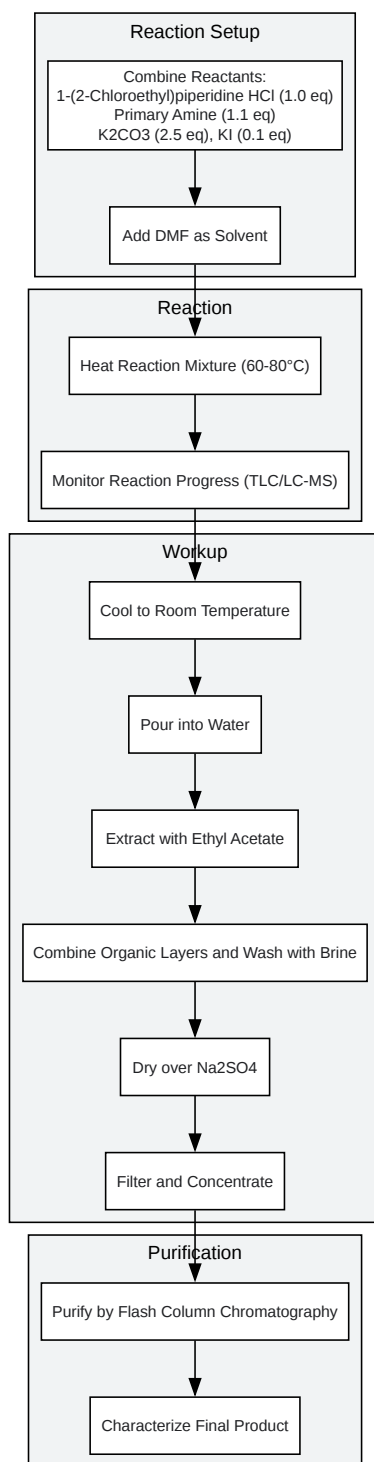 Reaction Setup
Combine Reactants:
1-(2-Chloroethyl)piperidine HCl (1.0 eq)
Primary Amine (1.1 eq)
K2CO3 (2.5 eq), KI (0.1 eq)
Add DMF as Solvent
Reaction
Heat Reaction Mixture (60-80°C)
Monitor Reaction Progress (TLC/LC-MS)
Workup
Cool to Room Temperature
Pour into Water
Extract with Ethyl Acetate
Combine Organic Layers and Wash with Brine
Dry over Na2SO4
Filter and Concentrate
Purification
Purify by Flash Column Chromatography
Characterize Final Product